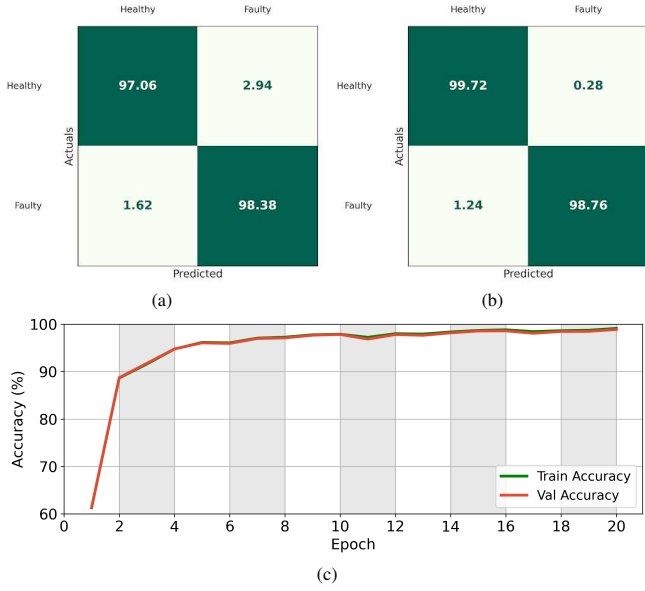 Healthy Faulty
Healthy 97.06 2.94
Actuals
Faulty 1.62 98.38
Predicted
(a)
Healthy Faulty
Healthy 99.72 0.28
Actuals
Faulty 1.24 98.76
Predicted
(b)
100
90
80
70
60
Accuracy (%)
0 2 4 6 8 10 12 14 16 18 20
Epoch
Train Accuracy
Val Accuracy
(c)